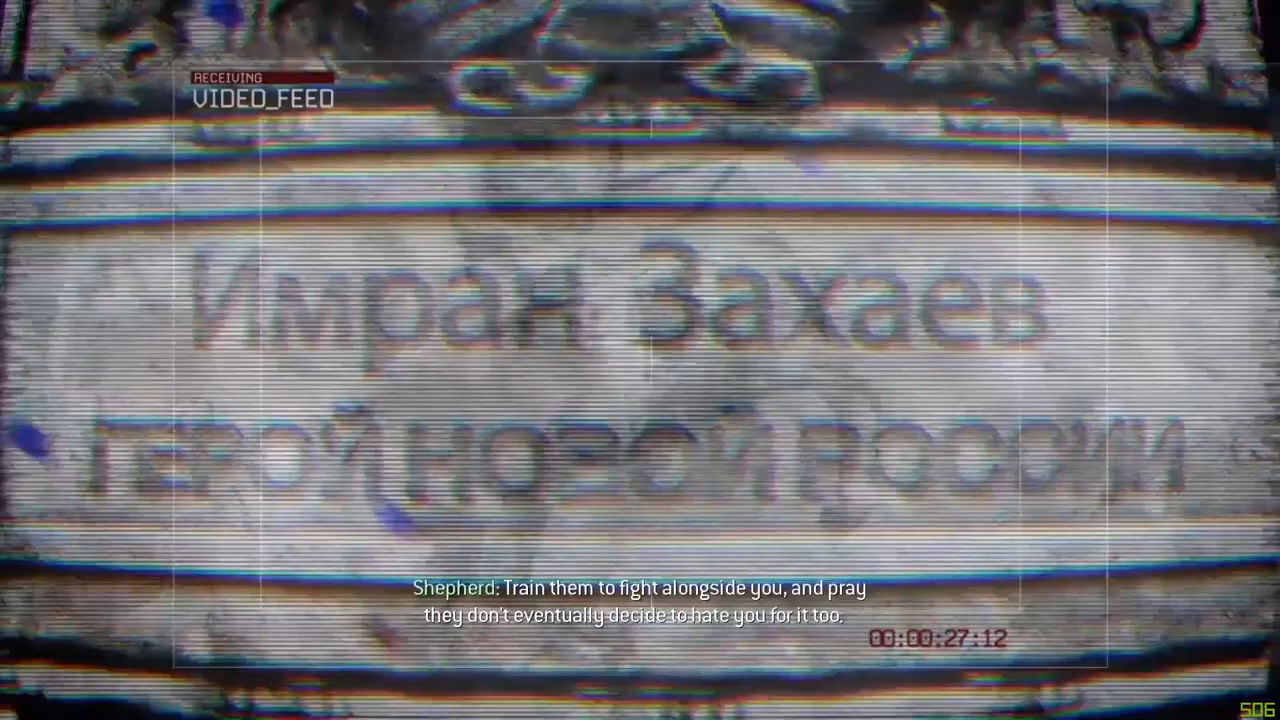 RECEIVING
VIDEO_FEED
Имран Захаев
ГЕРОЙ НОВОЙ РОССИИ
Shepherd: Train them to fight alongside you, and pray
they don't eventually decide to hate you for it too.
00:00:27:12
506